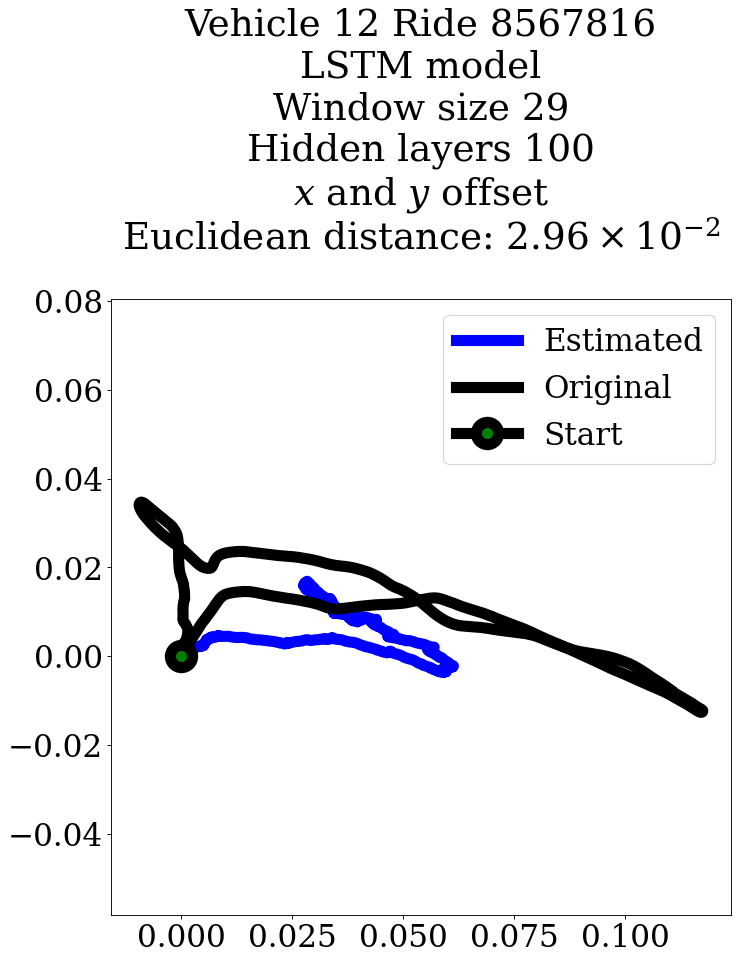 Vehicle 12 Ride 8567816
LSTM model
Window size 29
Hidden layers 100
x and y offset
Euclidean distance: 2.96 × 10⁻²
0.08
0.06
0.04
0.02
0.00
−0.02
−0.04
Estimated
Original
Start
0.000 0.025 0.050 0.075 0.100